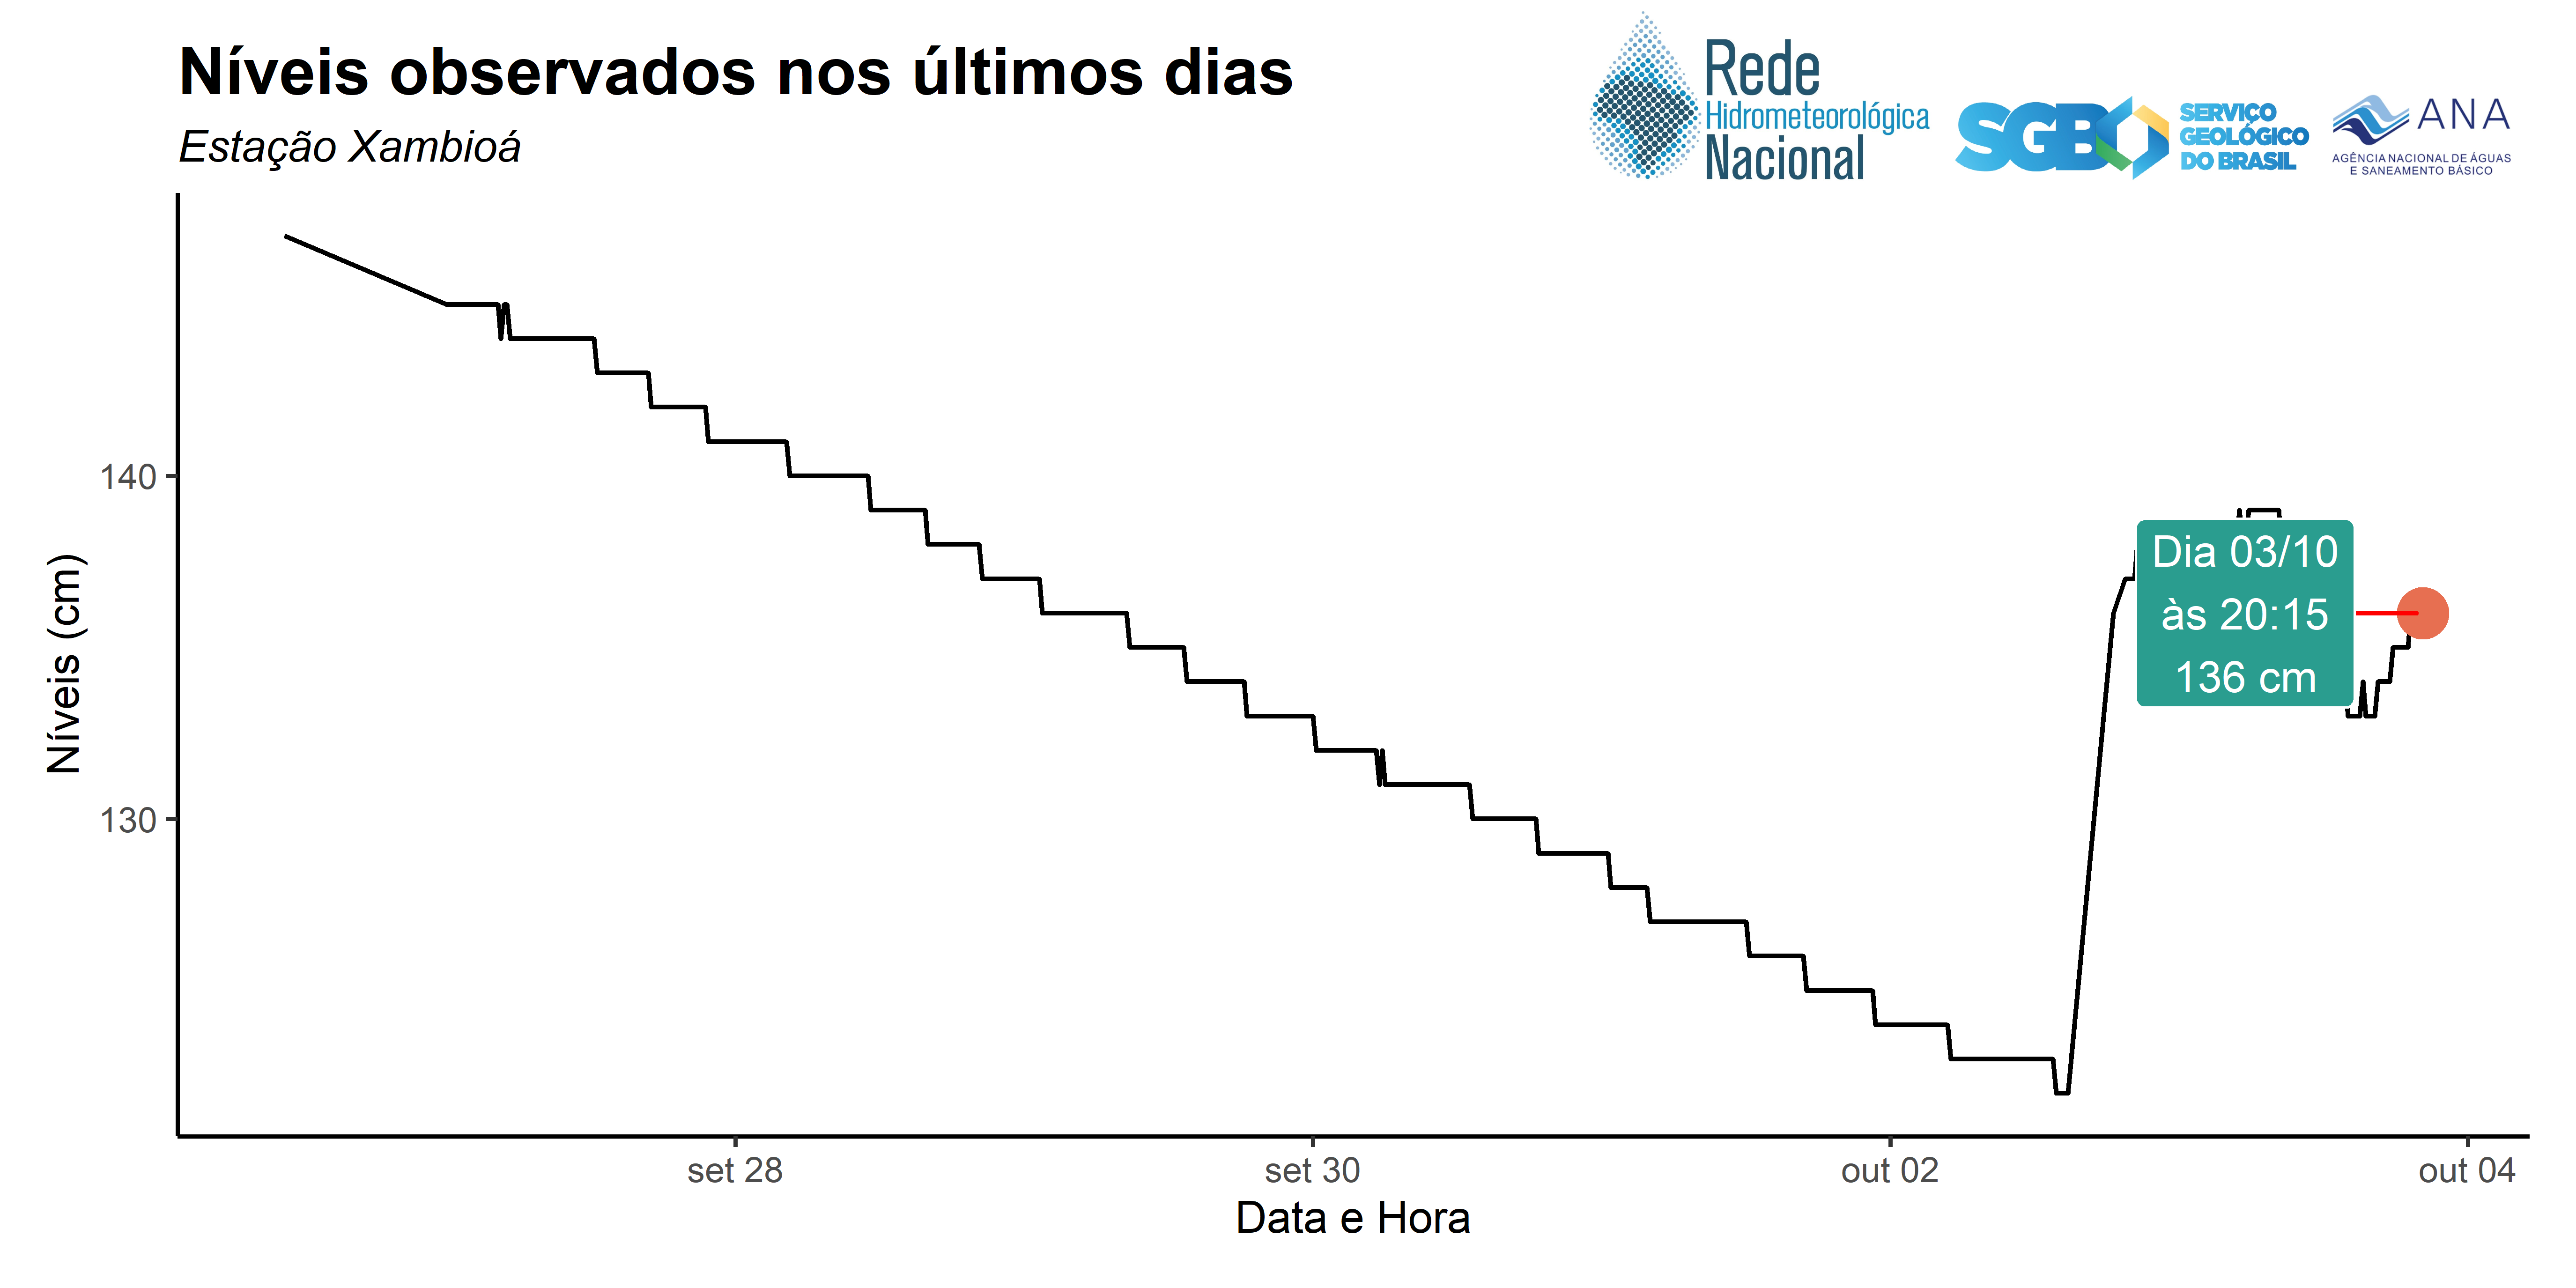 Níveis observados nos últimos dias
Estação Xambioá
Rede
Hidrometeorológica
Nacional
SGB
SERVIÇO
GEOLÓGICO
DO BRASIL
ANA
AGÊNCIA NACIONAL DE ÁGUAS
E SANEAMENTO BÁSICO
Níveis (cm)
140
130
Dia 03/10
às 20:15
136 cm
set 28
set 30
out 02
out 04
Data e Hora